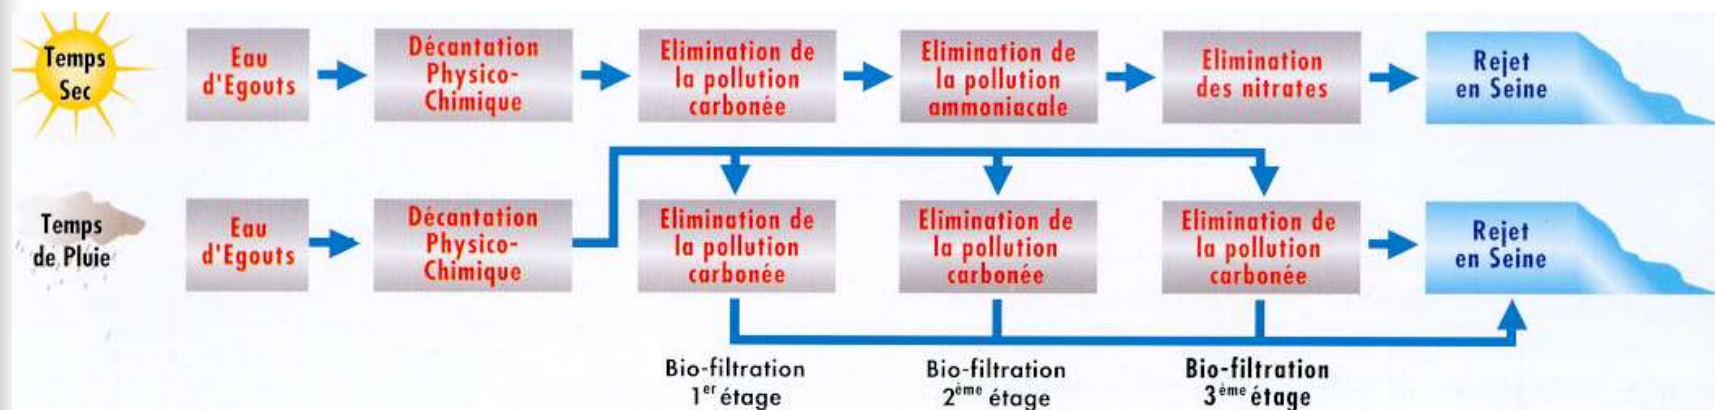 Temps
Sec
Eau
d'Egouts
Décantation
Physico-
Chimique
Elimination de
la pollution
carbonée
Elimination de
la pollution
ammoniacale
Elimination
des nitrates
Rejet
en Seine
Temps
de Pluie
Eau
d'Egouts
Décantation
Physico-
Chimique
Elimination de
la pollution
carbonée
Elimination de
la pollution
carbonée
Elimination de
la pollution
carbonée
Rejet
en Seine
Bio-filtration
1er étage
Bio-filtration
2ème étage
Bio-filtration
3ème étage